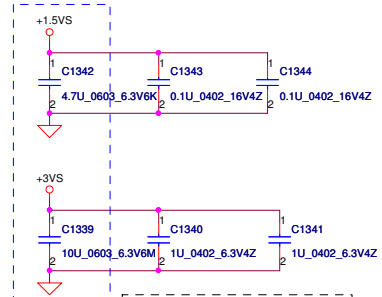 +1.5VS
1 1 1
C1342 C1343 C1344
2 4.7U_0603_6.3V6K 2 0.1U_0402_16V4Z 2 0.1U_0402_16V4Z
+3VS
1 1 1
C1339 C1340 C1341
2 10U_0603_6.3V6M 2 1U_0402_6.3V4Z 2 1U_0402_6.3V4Z